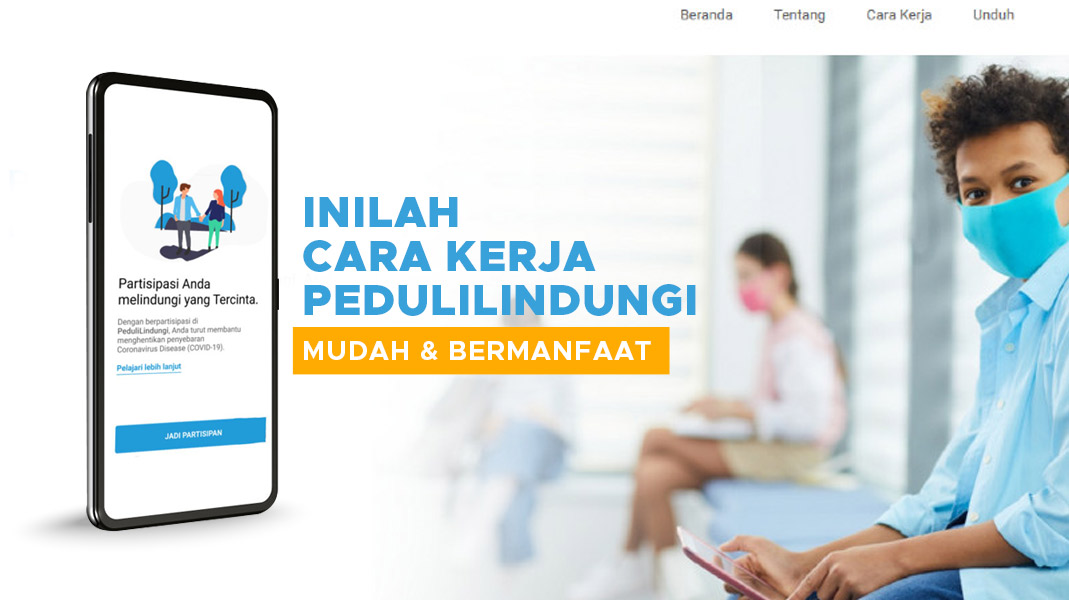 Beranda Tentang Cara Kerja Unduh
INILAH
CARA KERJA
PEDULILINDUNGI
MUDAH & BERMANFAAT
Partisipasi Anda
melindungi yang Tercinta.
Dengan berpartisipasi di
PeduliLindungi, Anda turut membantu
menghentikan penyebaran
Coronavirus Disease (COVID-19).
Pelajari lebih lanjut
JADI PARTISIPAN